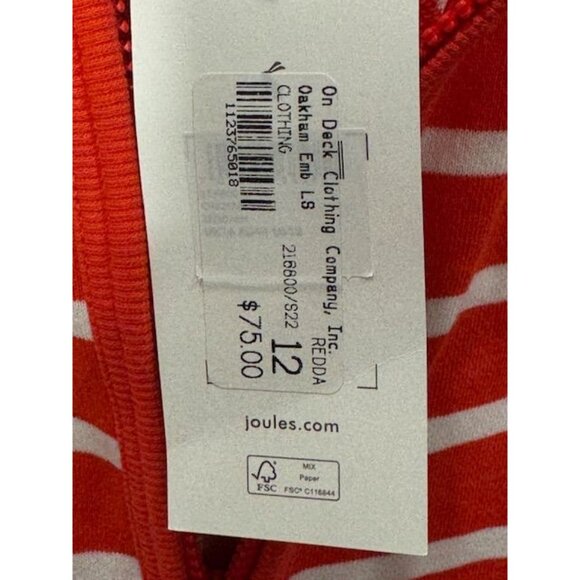 On Deck Clothing Company, Inc.
Oakham Emb LS
REDDA
CLOTHING
216800/S22
12
1123765018
$75.00
joules.com
FSC
MIX
Paper
FSC® C116844